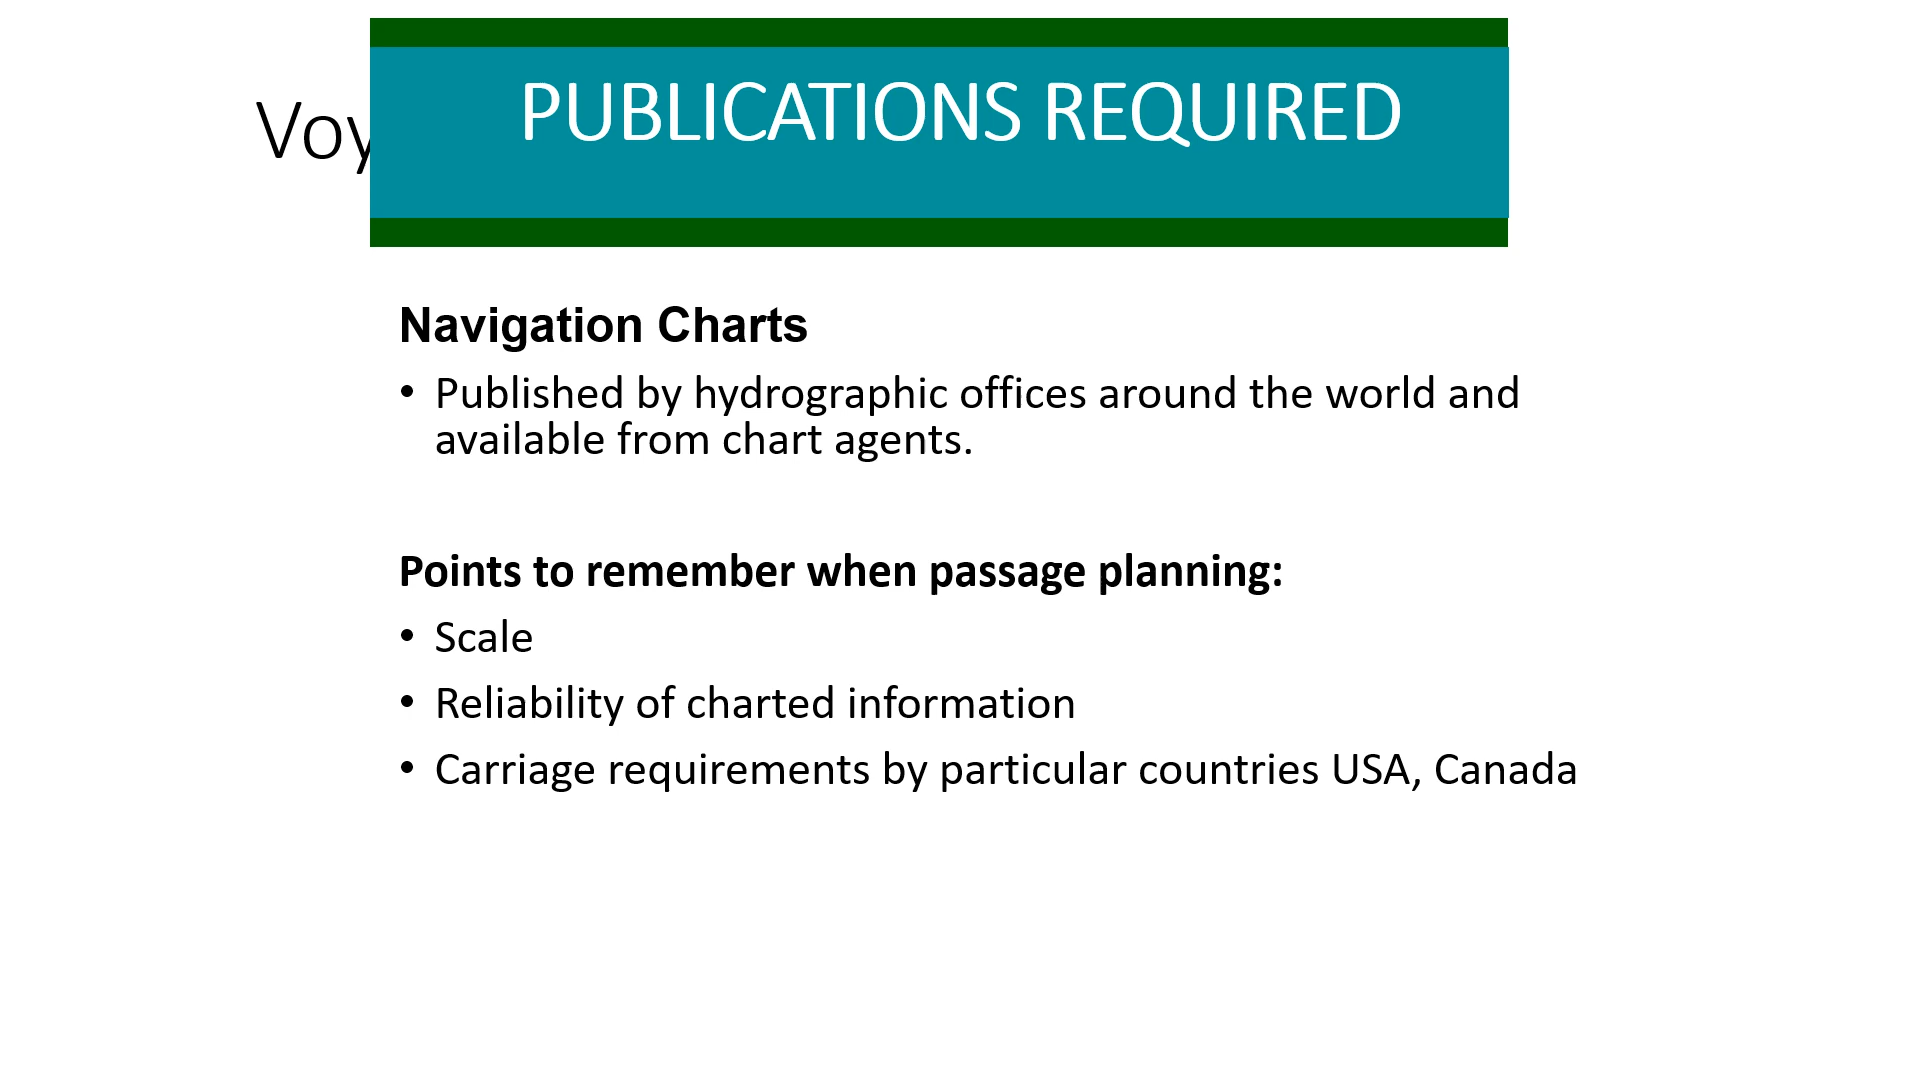 Voy
PUBLICATIONS REQUIRED
Navigation Charts
• Published by hydrographic offices around the world and
available from chart agents.
Points to remember when passage planning:
• Scale
• Reliability of charted information
• Carriage requirements by particular countries USA, Canada